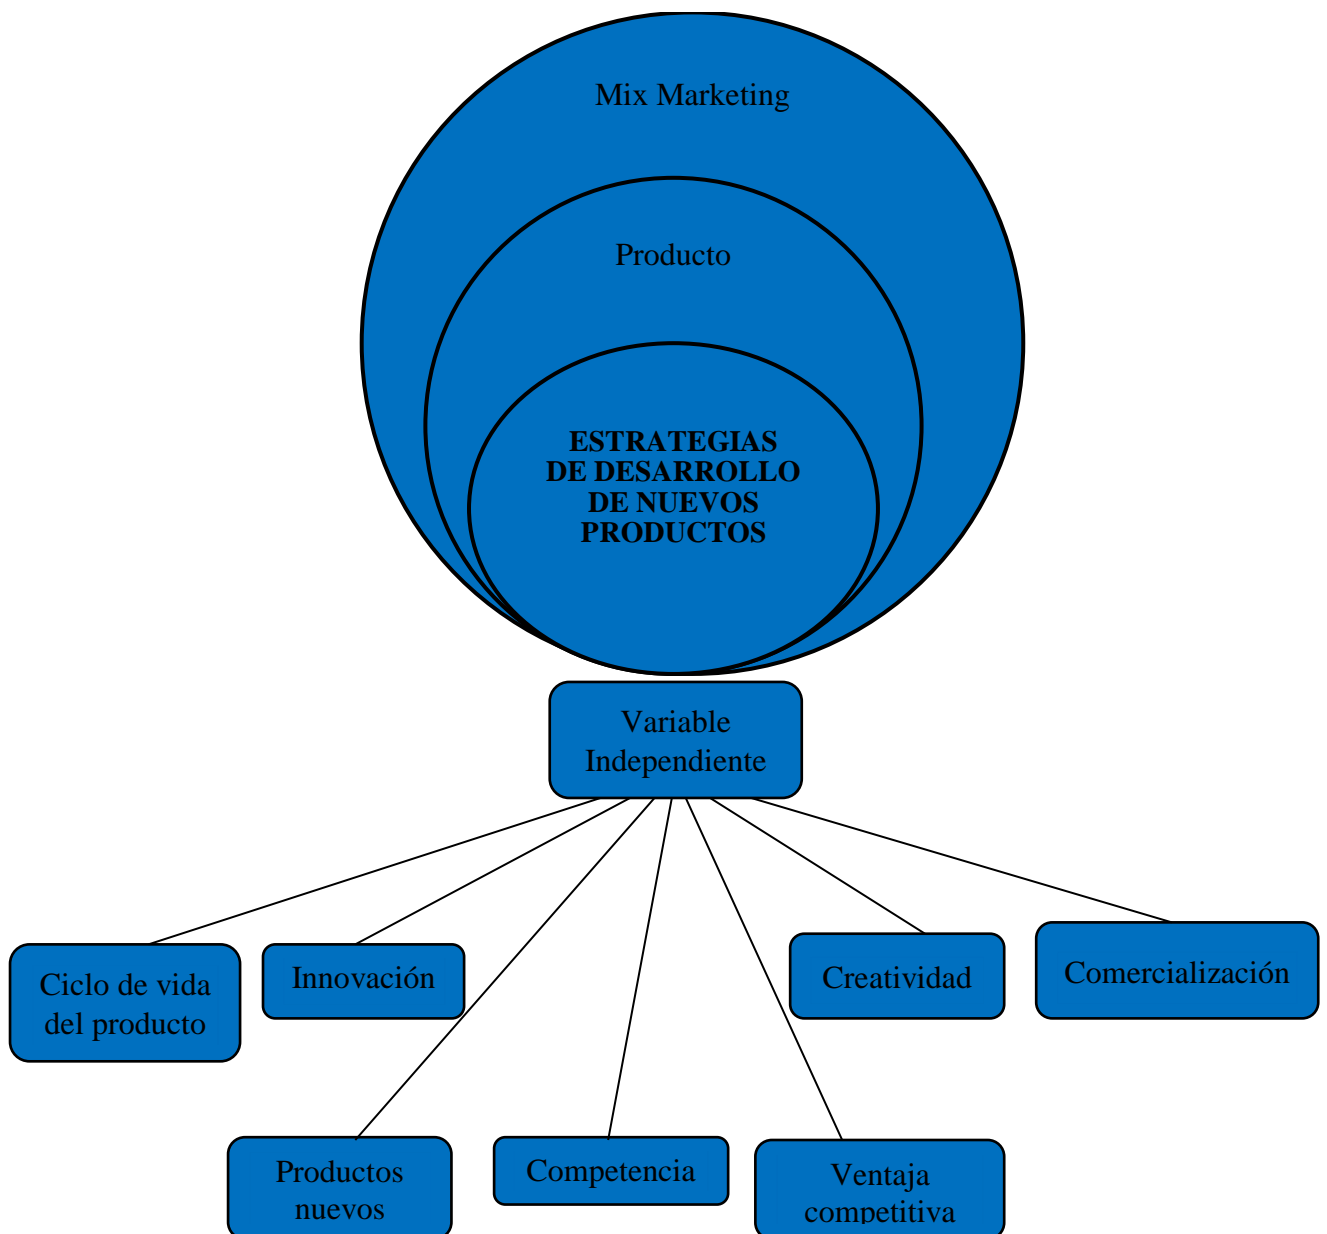 Mix Marketing
Producto
ESTRATEGIAS
DE DESARROLLO
DE NUEVOS
PRODUCTOS
Variable
Independiente
Ciclo de vida
del producto
Innovación
Creatividad
Comercialización
Productos
nuevos
Competencia
Ventaja
competitiva